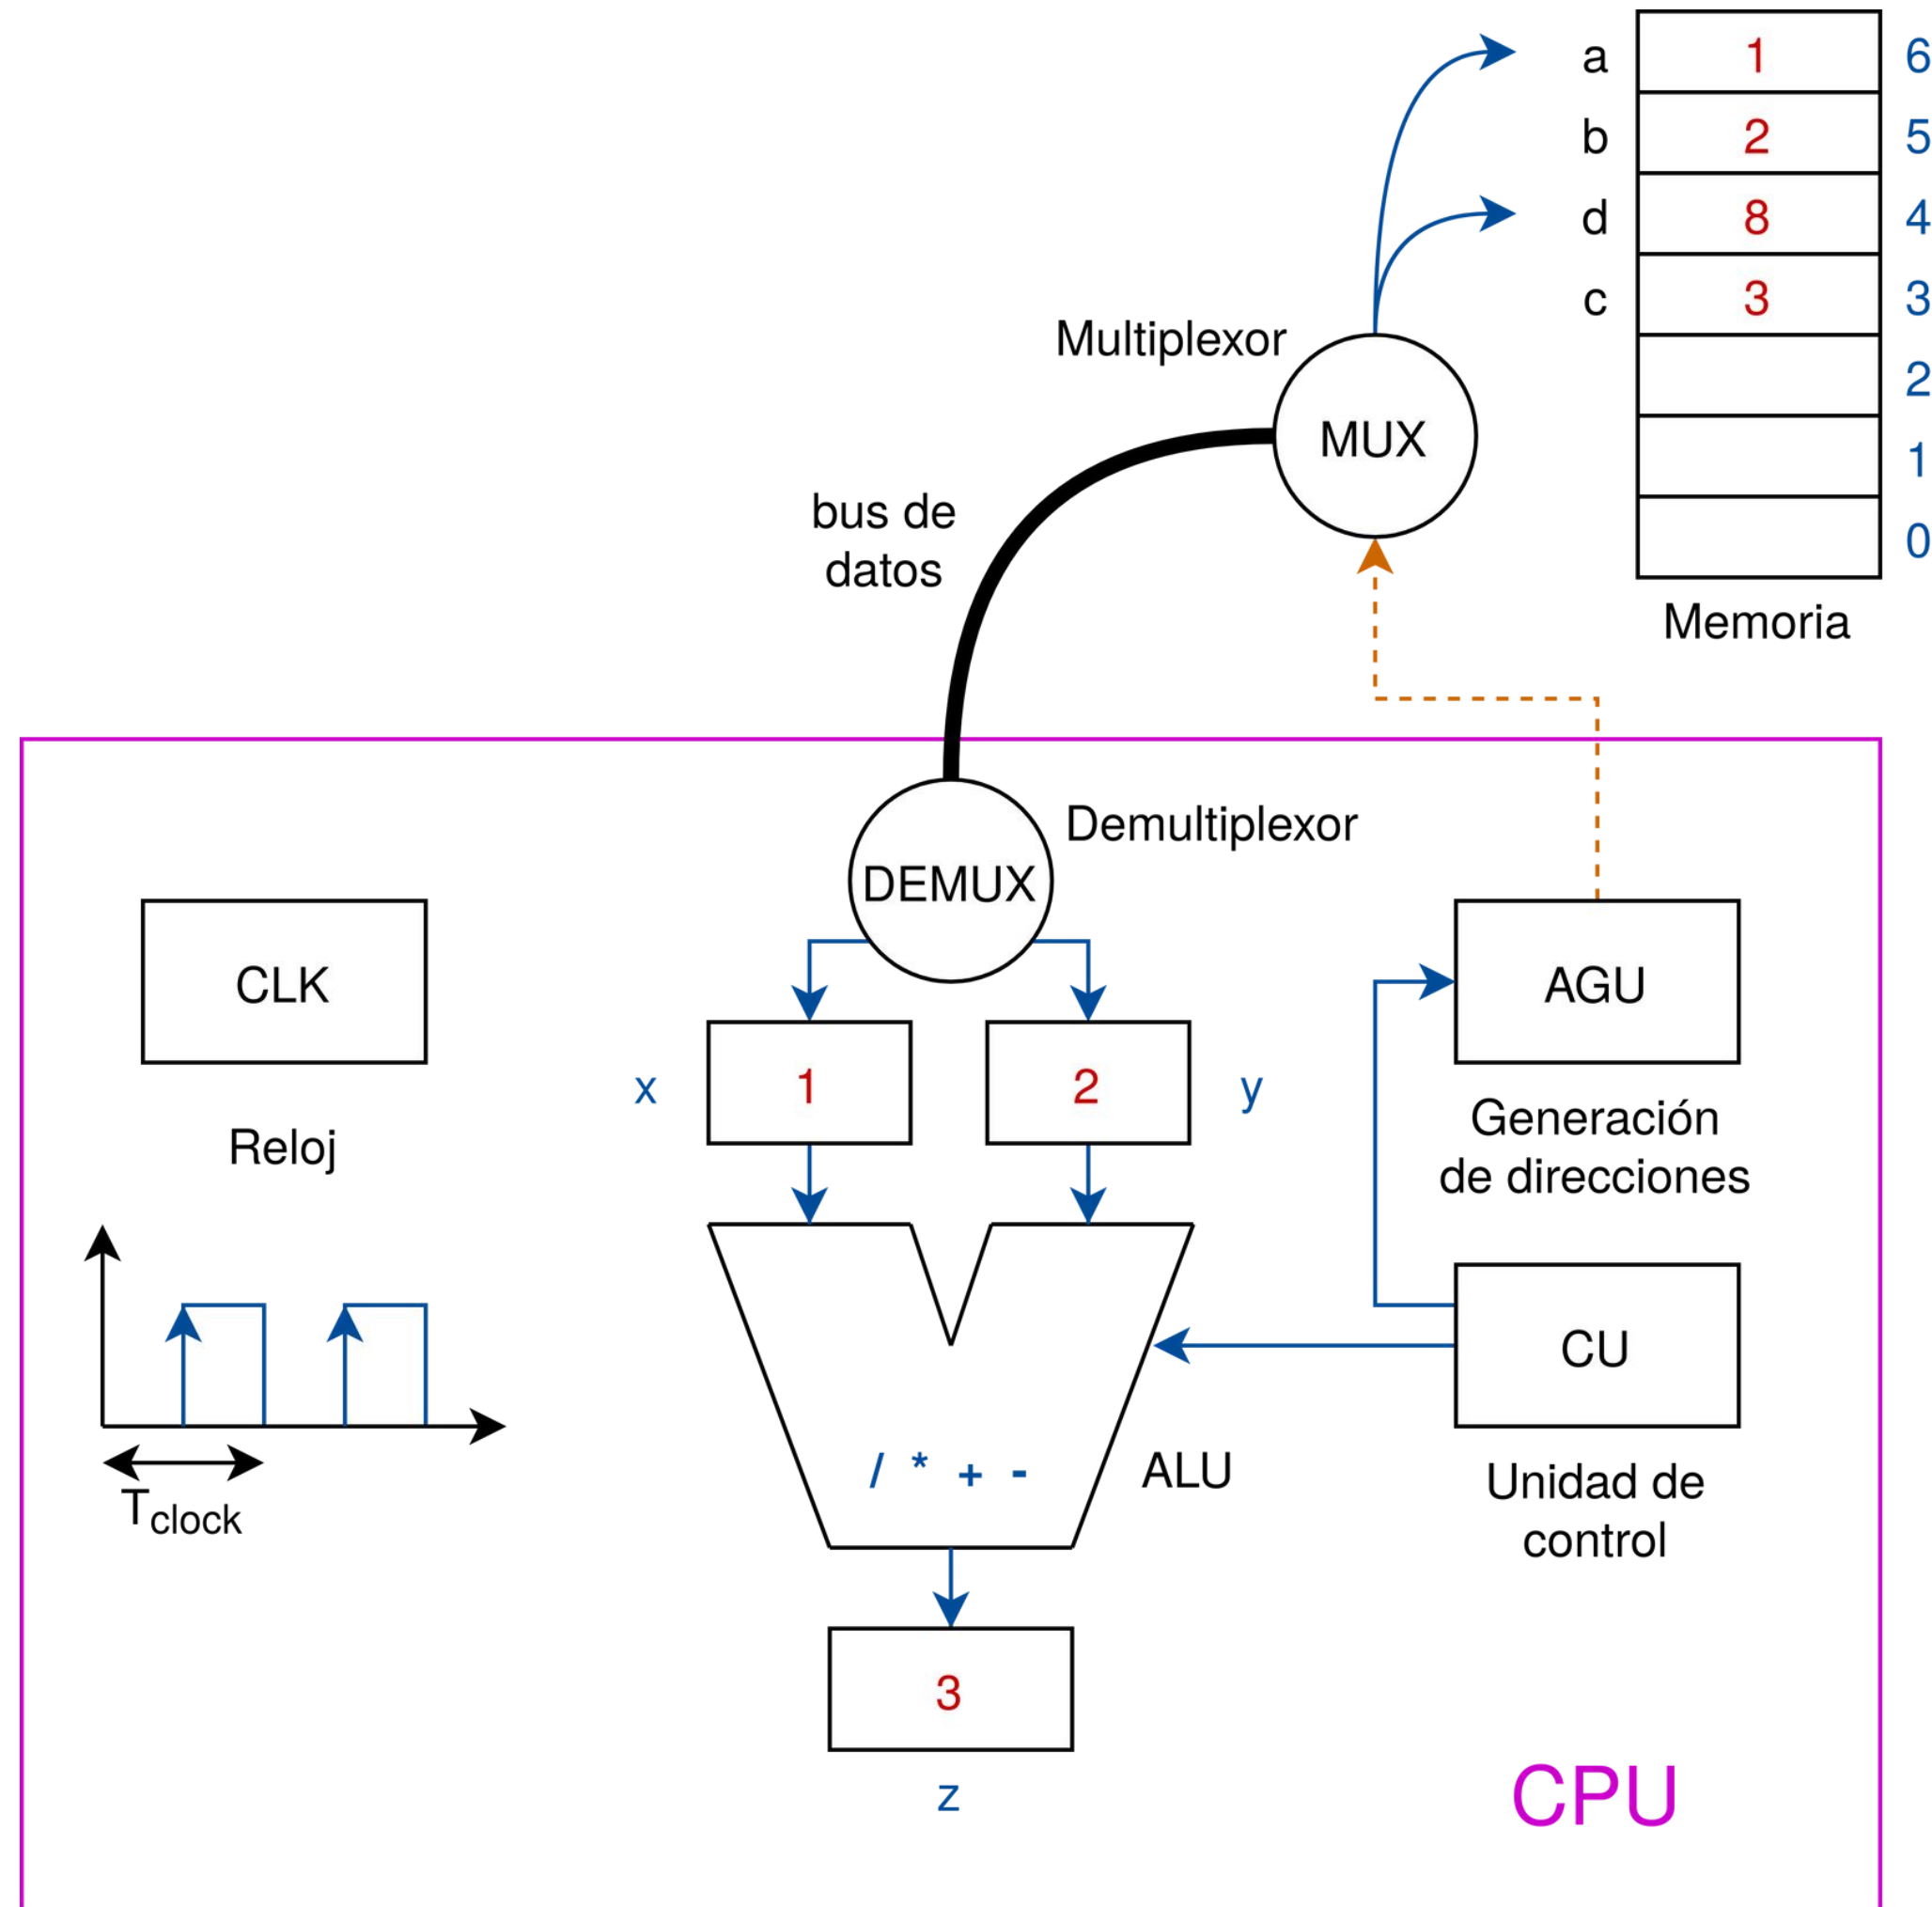 a 1 6
b 2 5
d 8 4
c 3 3
2
1
0
Memoria
Multiplexor
MUX
bus de
datos
Demultiplexor
DEMUX
CLK
Reloj
T clock
x 1
2 y
/ * + -
ALU
3
z
AGU
Generación
de direcciones
CU
Unidad de
control
CPU